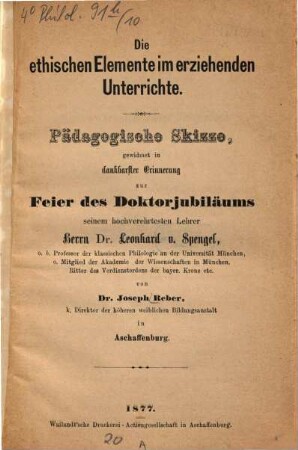 4° Philol. 91 h/10
Die
ethischen Elemente im erziehenden
Unterrichte.
Pädagogische Skizze,
gewidmet in
dankbarster Erinnerung
zur
Feier des Doktorjubiläums
seinem hochverehrtesten Lehrer
Herrn Dr. Leonhard v. Spengel,
o. ö. Professor der klassischen Philologie an der Universität München,
o. Mitglied der Akademie der Wissenschaften in München.
Ritter des Verdienstordens der bayer. Krone etc.
von
Dr. Joseph Reber,
k. Direktor der höheren weiblichen Bildungsanstalt
in
Aschaffenburg.
1877.
Wailandt'sche Druckerei-Actiengesellschaft in Aschaffenburg.
20 A